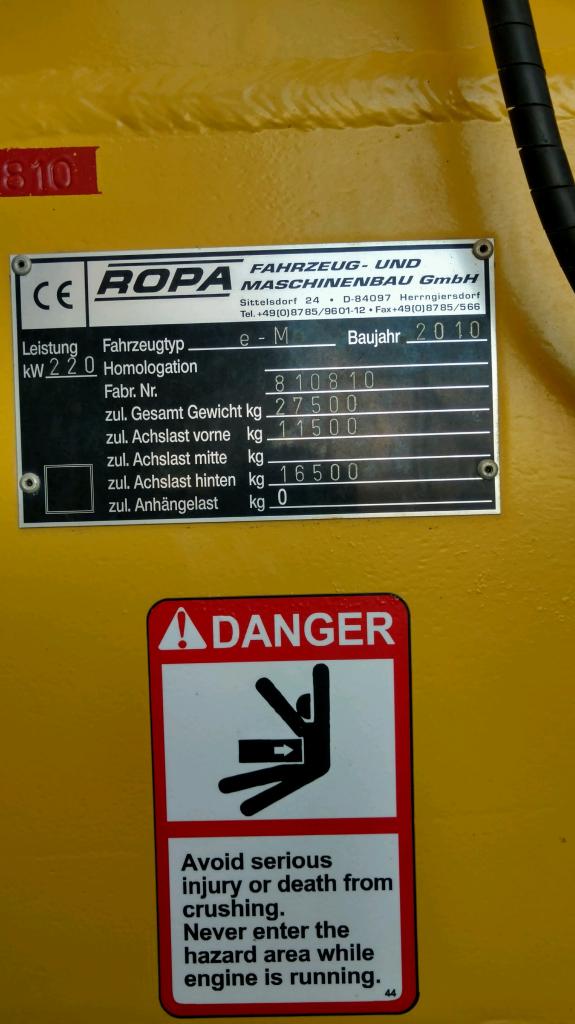 810
CE ROPA FAHRZEUG- UND
MASCHINENBAU GmbH
Sittelsdorf 24 • D-84097 Herrngiersdorf
Tel.+49(0)8785/9601-12 • Fax+49(0)8785/566
Leistung
kW 220
Fahrzeugtyp e-M Baujahr 2010
Homologation
Fabr. Nr. 810810
zul. Gesamt Gewicht kg 27500
zul. Achslast vorne kg 11500
zul. Achslast mitte kg
zul. Achslast hinten kg 16500
zul. Anhängelast kg 0
DANGER
Avoid serious
injury or death from
crushing.
Never enter the
hazard area while
engine is running.
44